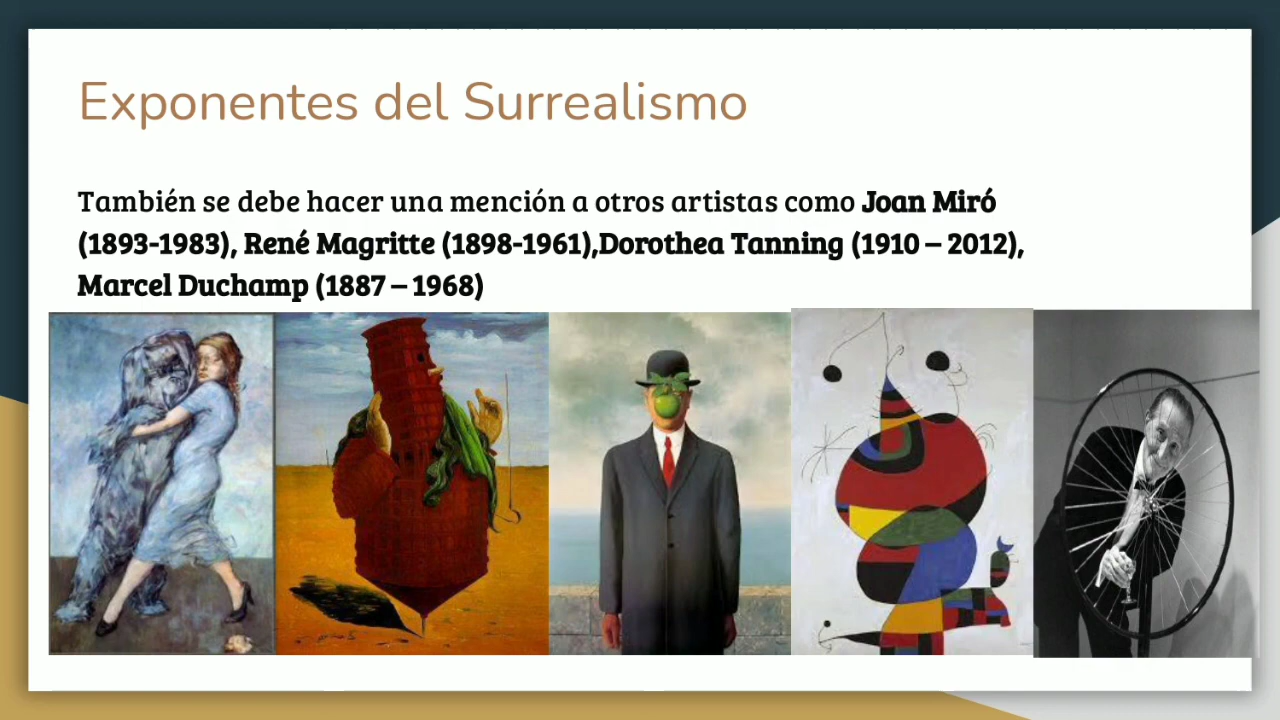 Exponentes del Surrealismo
También se debe hacer una mención a otros artistas como Joan Miró
(1893-1983), René Magritte (1898-1961),Dorothea Tanning (1910 – 2012),
Marcel Duchamp (1887 – 1968)